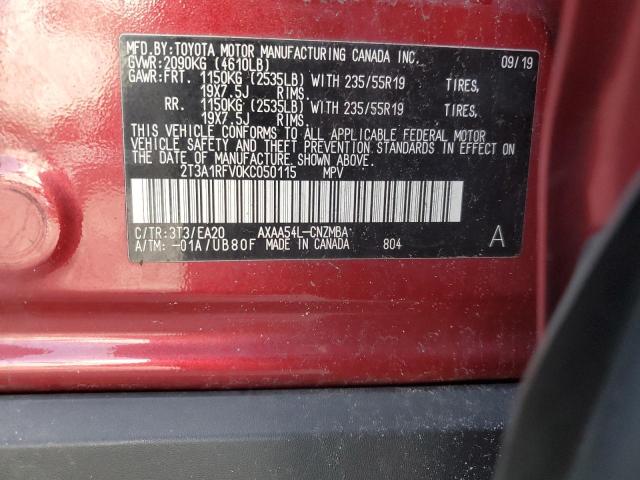 MFD.BY:TOYOTA MOTOR MANUFACTURING CANADA INC. 09/19
GVWR:2090KG (4610LB)
GAWR:FRT. 1150KG (2535LB) WITH 235/55R19 TIRES,
19X7.5J RIMS.
RR. 1150KG (2535LB) WITH 235/55R19 TIRES,
19X7.5J RIMS.
THIS VEHICLE CONFORMS TO ALL APPLICABLE FEDERAL MOTOR
VEHICLE SAFETY AND THEFT PREVENTION STANDARDS IN EFFECT ON
THE DATE OF MANUFACTURE SHOWN ABOVE.
2T3A1RFV0KC050115 MPV
C/TR:3T3/EA20 AXAA54L-CNZMBA
A/TM: -01A/UB80F MADE IN CANADA 804 A